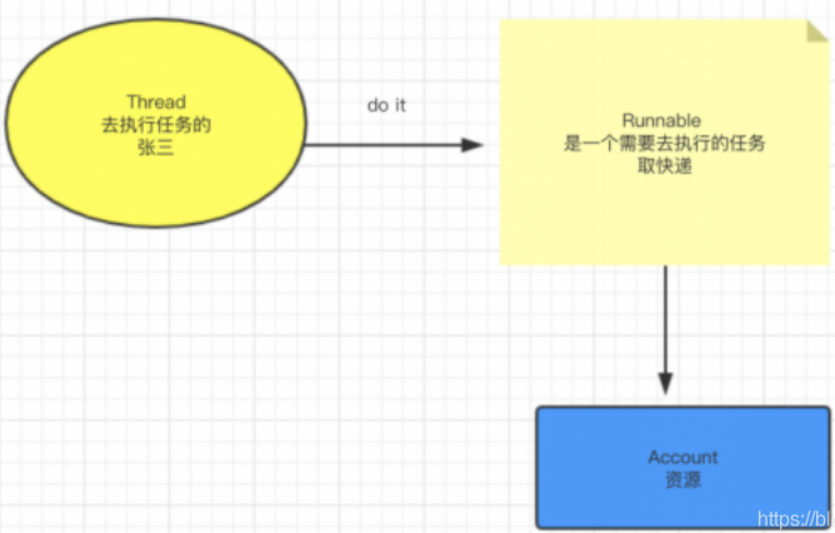 Thread
去执行任务的
张三
do it
Runnable
是一个需要去执行的任务
取快递
Account
资源
https://bl